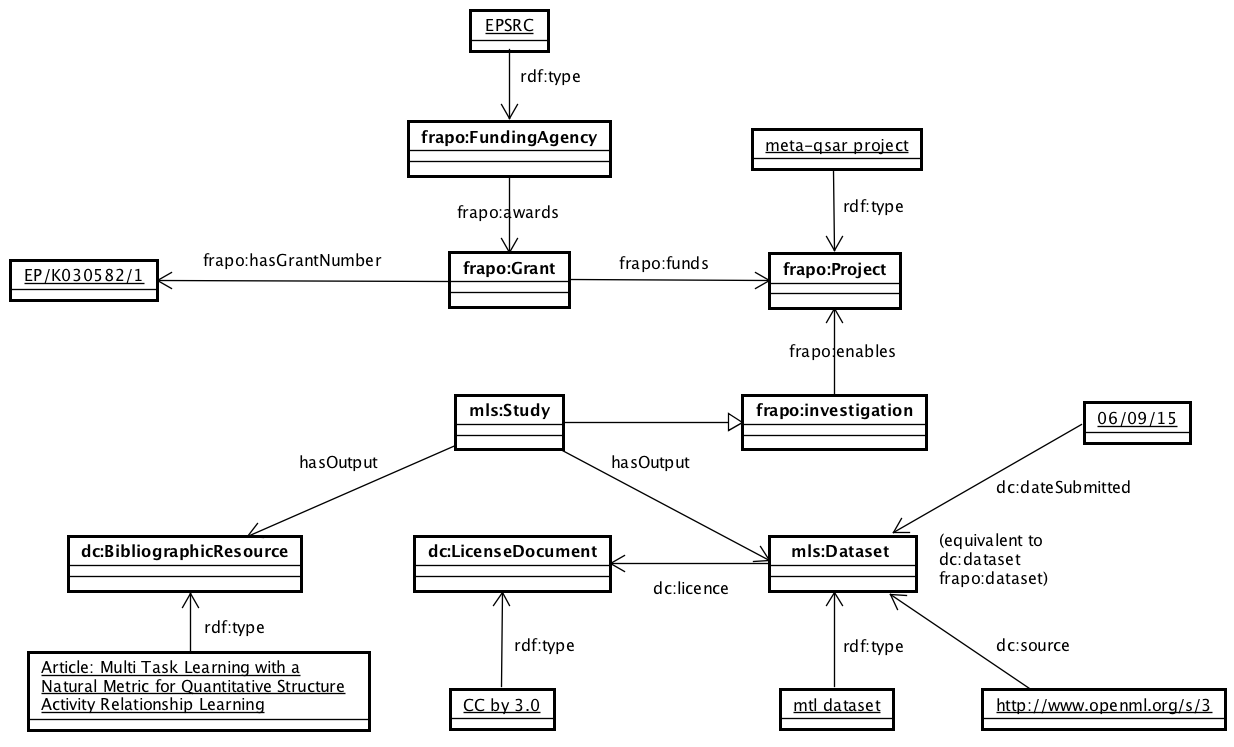 EPSRC
rdf:type
frapo:FundingAgency
meta-qsar project
frapo:awards
rdf:type
frapo:hasGrantNumber
frapo:funds
EP/K030582/1
frapo:Grant
frapo:Project
frapo:enables
mls:Study
frapo:investigation
06/09/15
hasOutput
hasOutput
dc:dateSubmitted
dc:BibliographicResource
dc:LicenseDocument
mls:Dataset
(equivalent to
dc:dataset
frapo:dataset)
dc:licence
rdf:type
rdf:type
rdf:type
dc:source
Article: Multi Task Learning with a
Natural Metric for Quantitative Structure
Activity Relationship Learning
CC by 3.0
mtl dataset
http://www.openml.org/s/3